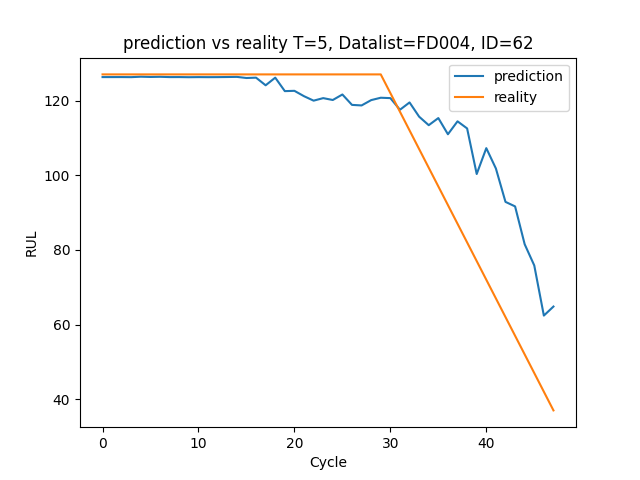 prediction vs reality T=5, Datalist=FD004, ID=62
prediction
reality
RUL
120
100
80
60
40
0 10 20 30 40
Cycle